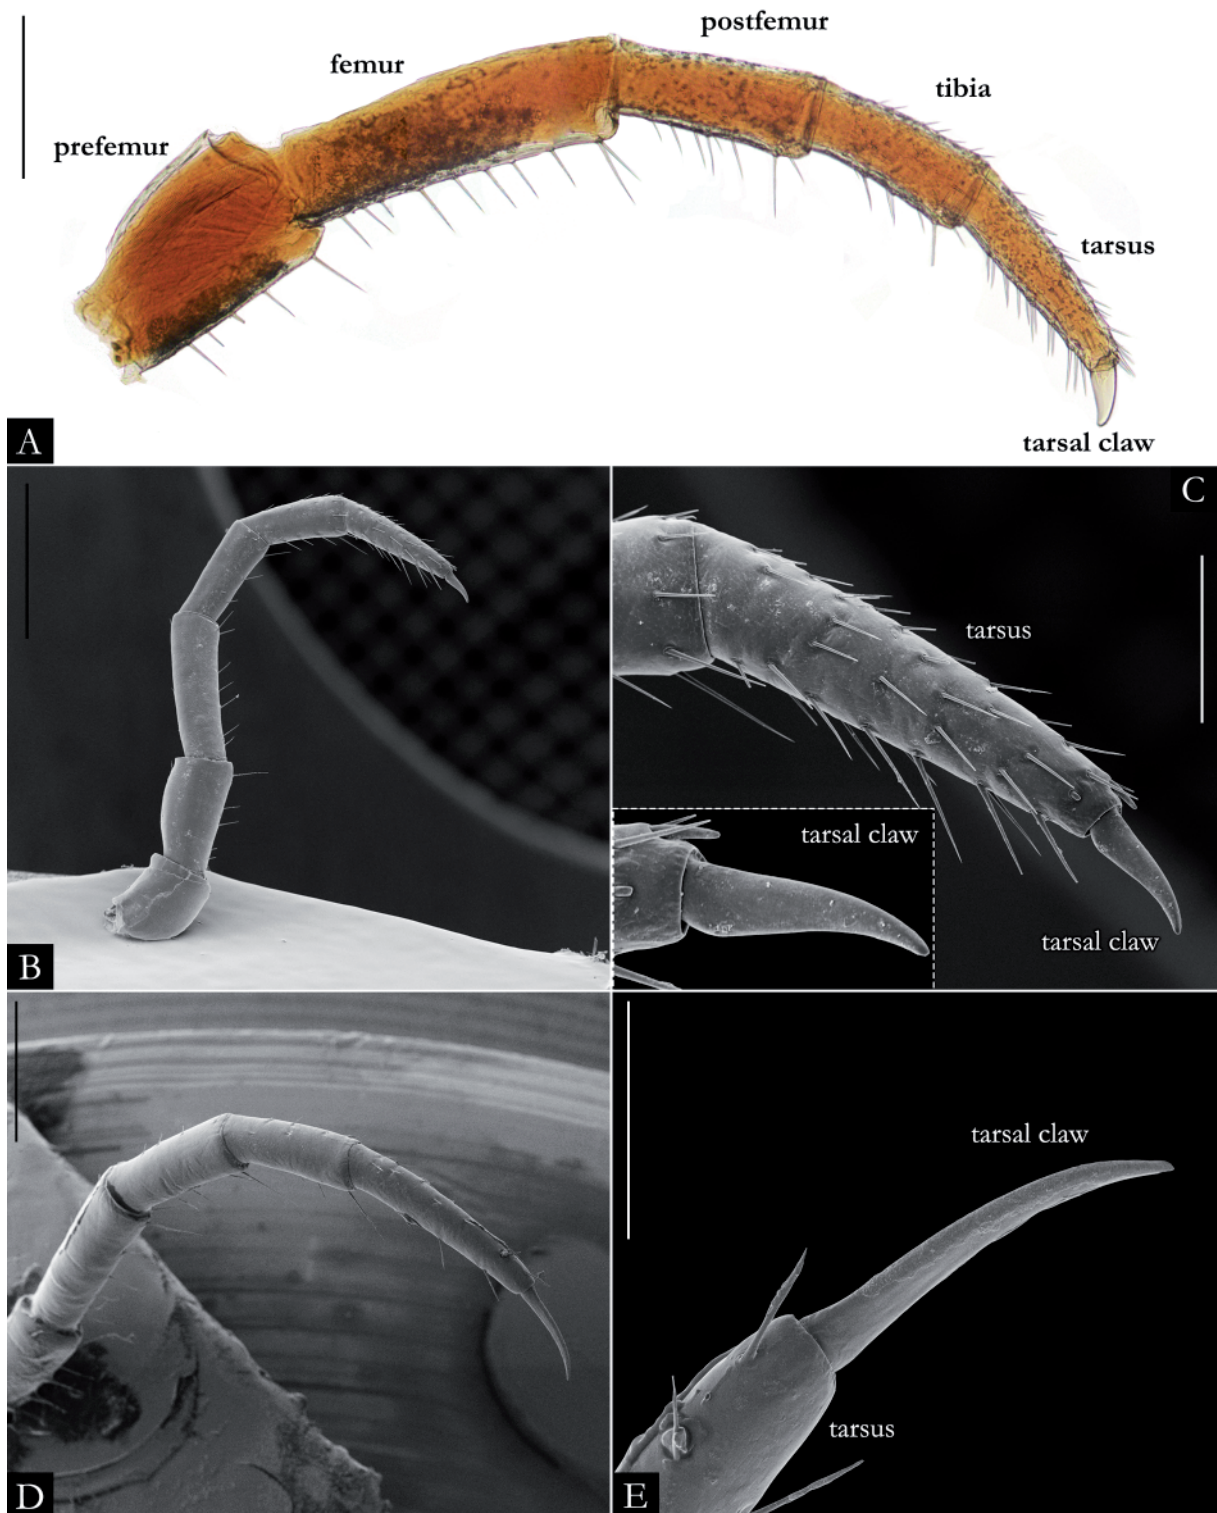 postfemur
femur
tibia
prefemur
tarsus
tarsal claw
A
B
C
tarsus
tarsal claw
tarsal claw
D
E
tarsal claw
tarsus